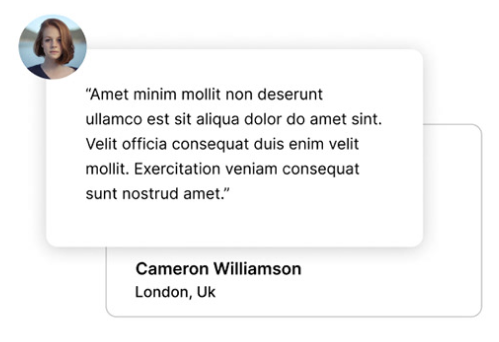 “Amet minim mollit non deserunt
ullamco est sit aliqua dolor do amet sint.
Velit officia consequat duis enim velit
mollit. Exercitation veniam consequat
sunt nostrud amet.”
Cameron Williamson
London, Uk